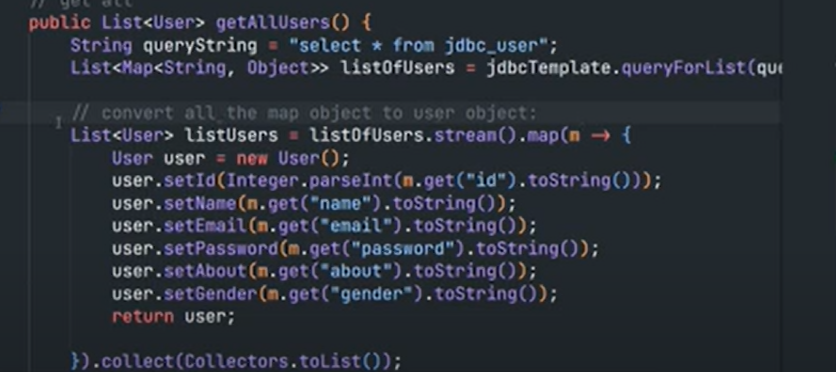 // get all
public List<User> getAllUsers() {
String queryString = "select * from jdbc_user";
List<Map<String, Object>> listOfUsers = jdbcTemplate.queryForList(que
// convert all the map object to user object:
List<User> listUsers = listOfUsers.stream().map(m -> {
User user = new User();
user.setId(Integer.parseInt(m.get("id").toString()));
user.setName(m.get("name").toString());
user.setEmail(m.get("email").toString());
user.setPassword(m.get("password").toString());
user.setAbout(m.get("about").toString());
user.setGender(m.get("gender").toString());
return user;
}).collect(Collectors.toList());